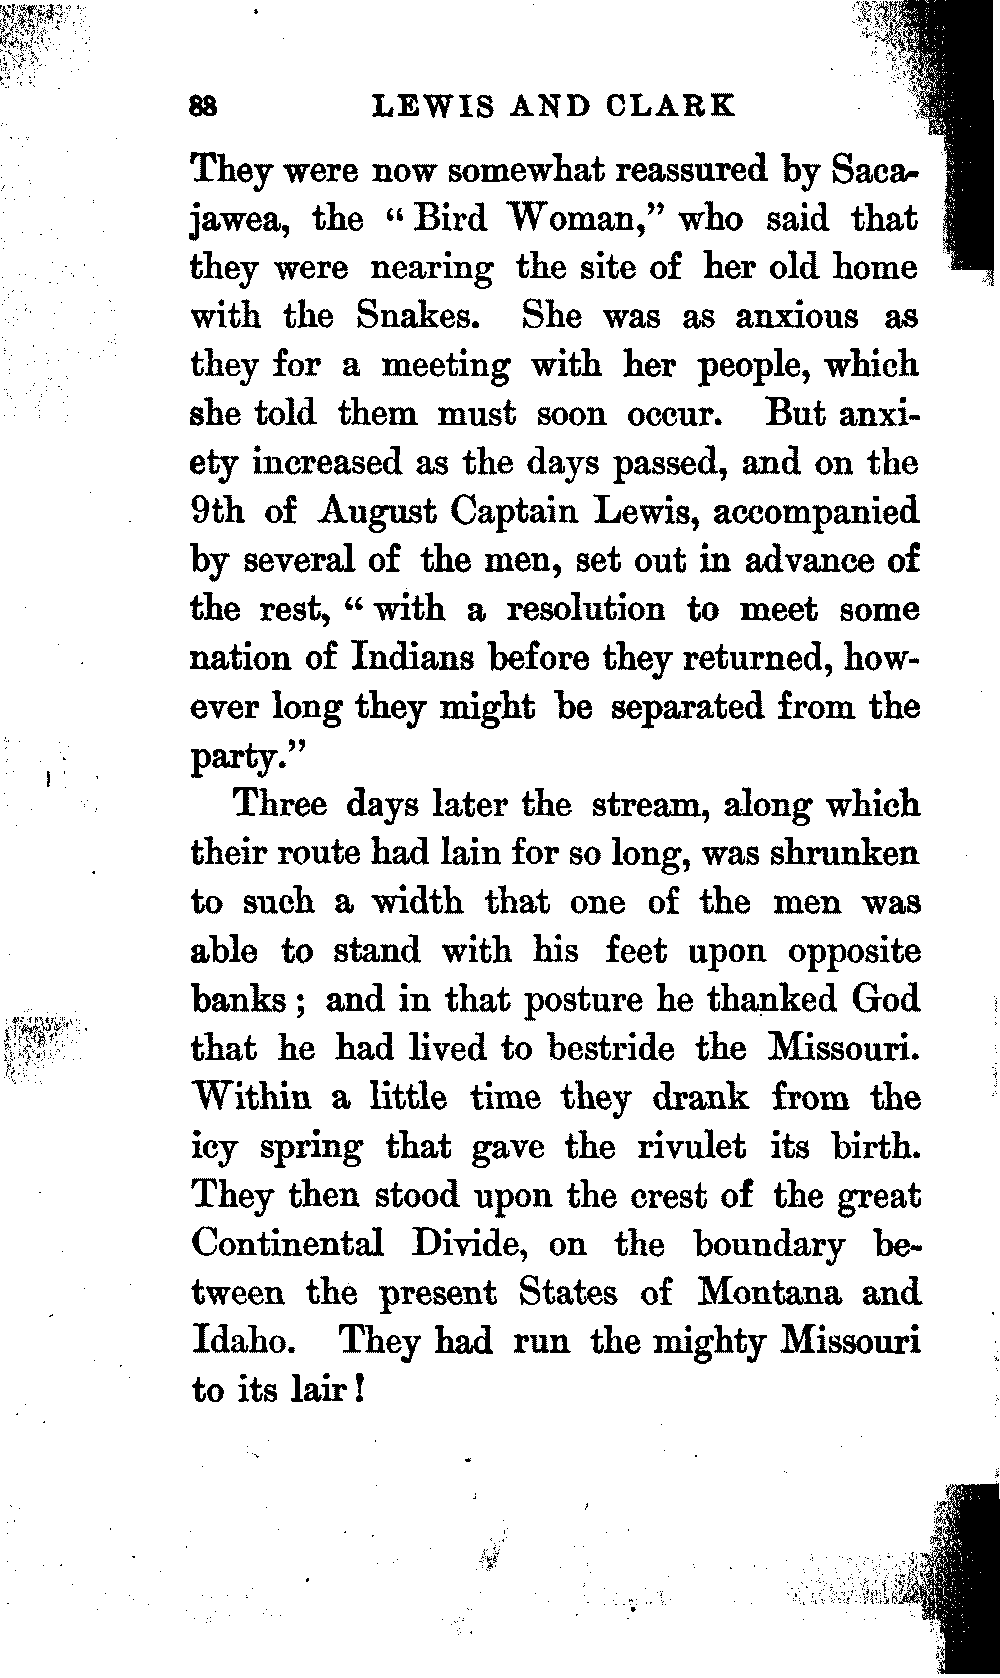 88 LEWIS AND CLARK
They were now somewhat reassured by Saca-
jawea, the “ Bird Woman,” who said that
they were nearing the site of her old home
with the Snakes. She was as anxious as
they for a meeting with her people, which
she told them must soon occur. But anxi-
ety increased as the days passed, and on the
9th of August Captain Lewis, accompanied
by several of the men, set out in advance of
the rest, “ with a resolution to meet some
nation of Indians before they returned, how-
ever long they might be separated from the
party.”
Three days later the stream, along which
their route had lain for so long, was shrunken
to such a width that one of the men was
able to stand with his feet upon opposite
banks ; and in that posture he thanked God
that he had lived to bestride the Missouri.
Within a little time they drank from the
icy spring that gave the rivulet its birth.
They then stood upon the crest of the great
Continental Divide, on the boundary be-
tween the present States of Montana and
Idaho. They had run the mighty Missouri
to its lair !